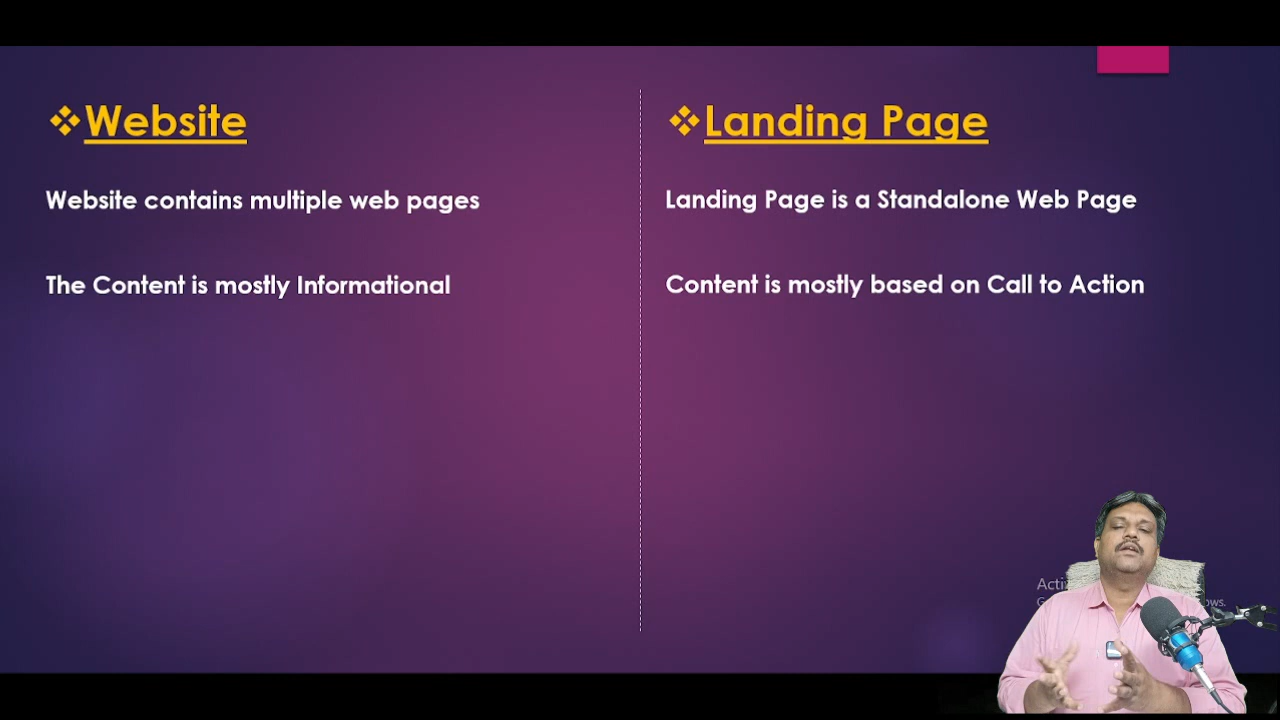 Website
Website contains multiple web pages
The Content is mostly Informational
Landing Page
Landing Page is a Standalone Web Page
Content is mostly based on Call to Action